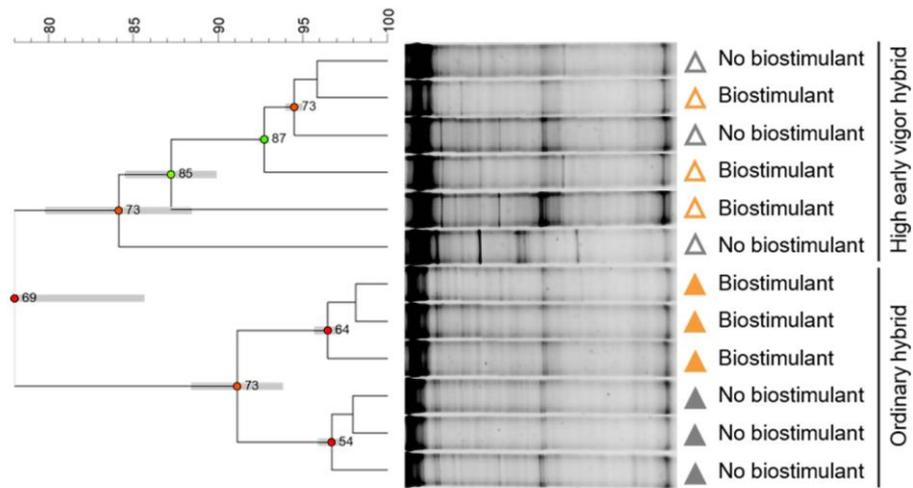 80 85 90 95 100
No biostimulant
73
Biostimulant
87
No biostimulant
85
Biostimulant
73
Biostimulant
No biostimulant
High early vigor hybrid
69
Biostimulant
64
Biostimulant
Biostimulant
73
No biostimulant
54
No biostimulant
No biostimulant
Ordinary hybrid